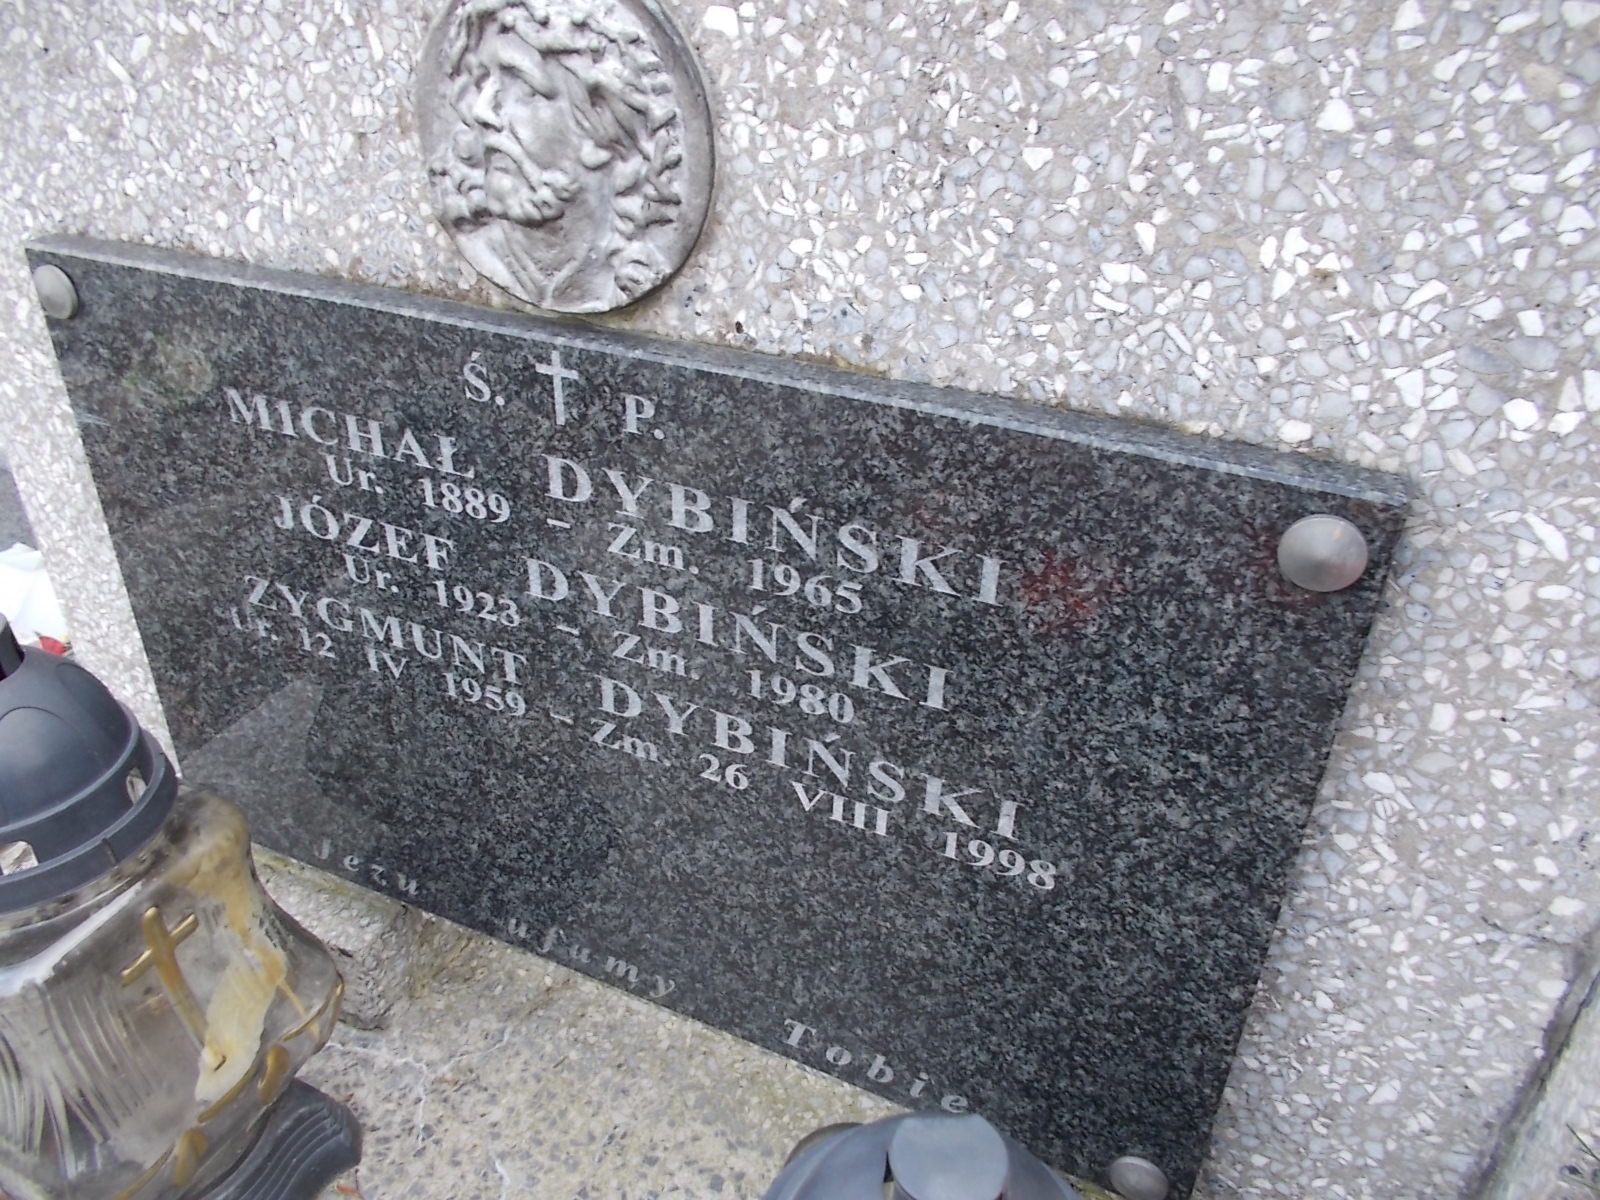 Ś. P.
MICHAŁ DYBIŃSKI
Ur. 1889 – Zm. 1965
JÓZEF DYBIŃSKI
Ur. 1923 – Zm. 1980
ZYGMUNT DYBIŃSKI
Ur. 12 IV 1959 – Zm. 26 VIII 1998
Jezu ufamy Tobie